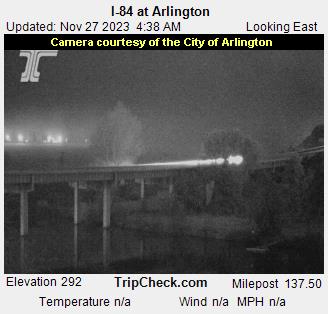 I-84 at Arlington
Updated: Nov 27 2023 4:38 AM Looking East
Camera courtesy of the City of Arlington
Elevation 292 TripCheck.com Milepost 137.50
Temperature n/a Wind n/a MPH n/a